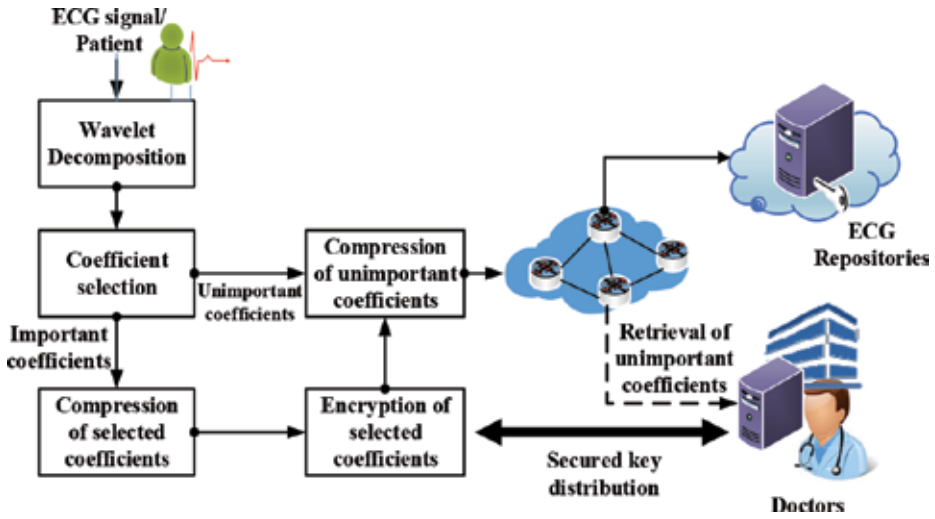 ECG signal/
Patient
Wavelet
Decomposition
Coefficient
selection
Unimportant
coefficients
Compression
of unimportant
coefficients
Important
coefficients
Compression
of selected
coefficients
Encryption of
selected
coefficients
ECG
Repositories
Retrieval of
unimportant
coefficients
Secured key
distribution
Doctors